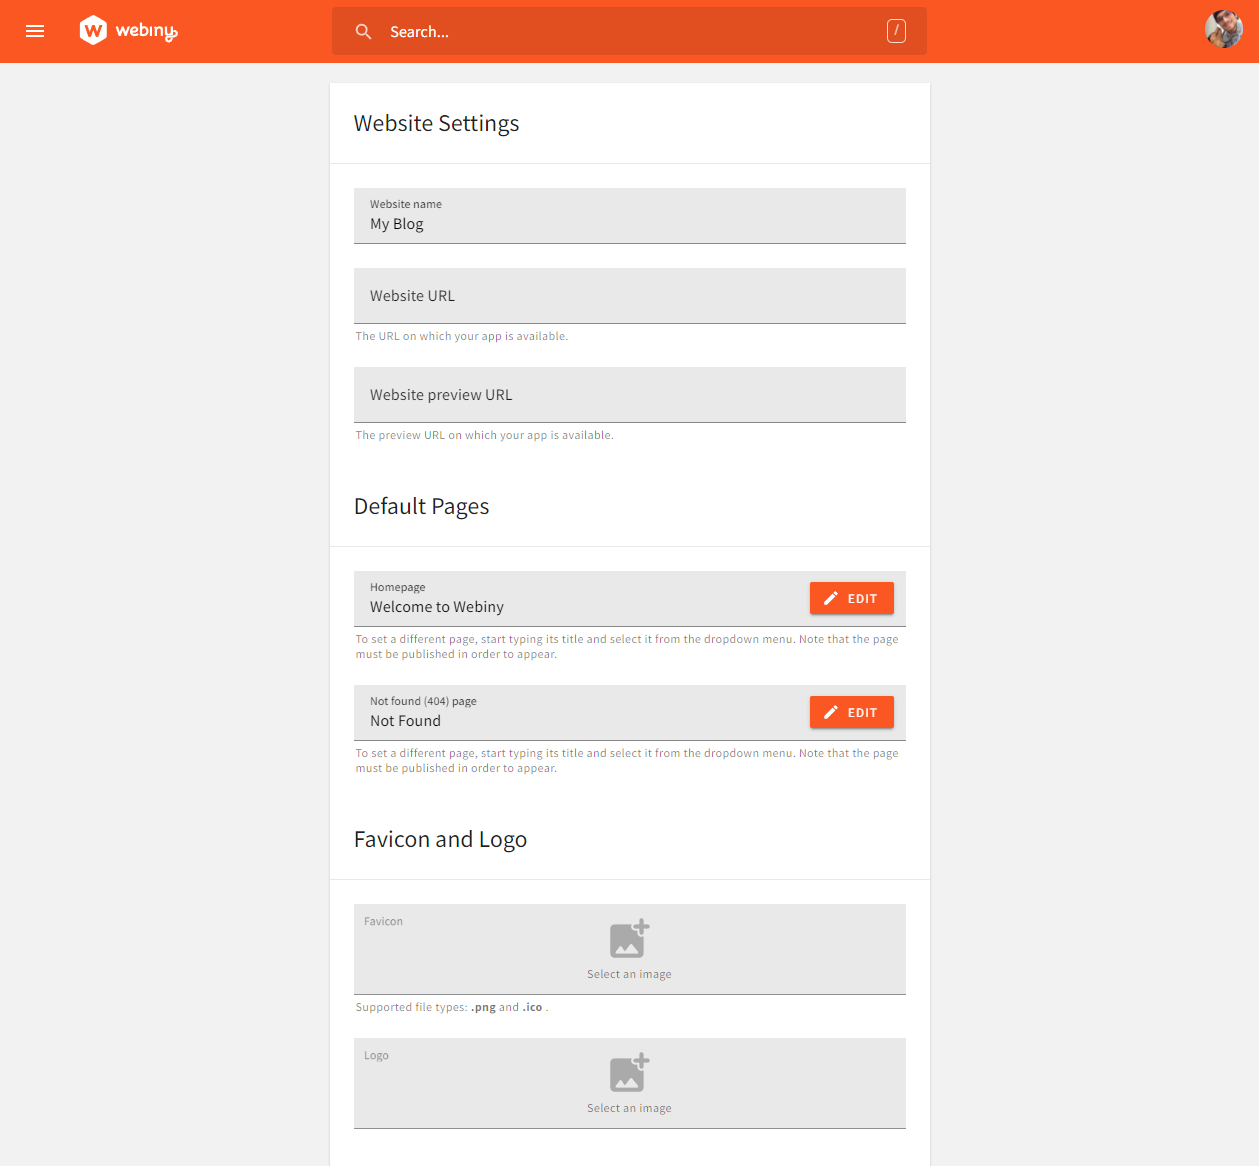 webiny
Search...
/
Website Settings
Website name
My Blog
Website URL
The URL on which your app is available.
Website preview URL
The preview URL on which your app is available.
Default Pages
Homepage
Welcome to Webiny
EDIT
To set a different page, start typing its title and select it from the dropdown menu. Note that the page
must be published in order to appear.
Not found (404) page
Not Found
EDIT
To set a different page, start typing its title and select it from the dropdown menu. Note that the page
must be published in order to appear.
Favicon and Logo
Favicon
Select an image
Supported file types: .png and .ico .
Logo
Select an image